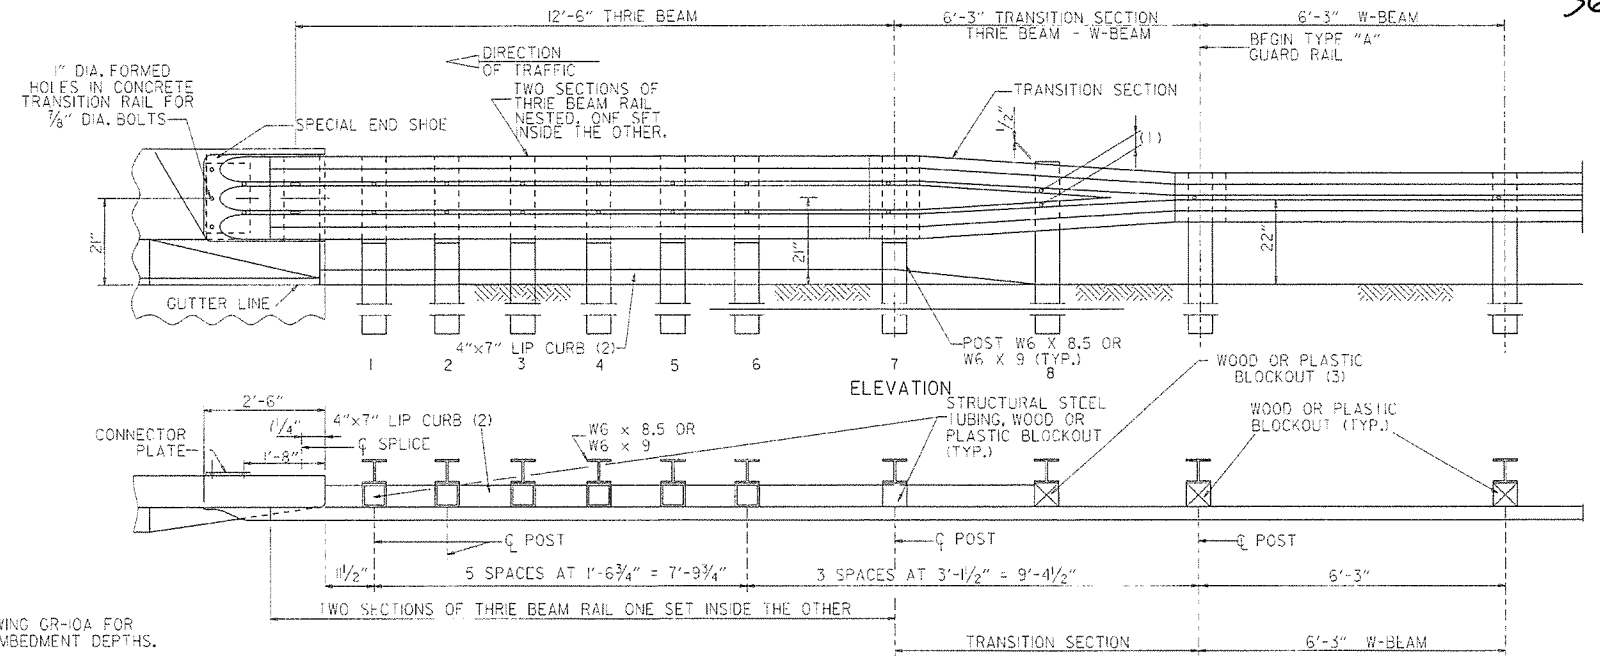 12'-6" THRIE BEAM
6'-3" TRANSITION SECTION
THRIE BEAM - W-BEAM
6'-3" W-BEAM
BEGIN TYPE "A"
GUARD RAIL
DIRECTION
OF TRAFFIC
1" DIA. FORMED
HOLES IN CONCRETE
TRANSITION RAIL FOR
7/8" DIA. BOLTS
SPECIAL END SHOE
TWO SECTIONS OF
THRIE BEAM RAIL
NESTED, ONE SET
INSIDE THE OTHER.
TRANSITION SECTION
1/2"
(1)
21"
21"
22"
GUTTER LINE
4"x7" LIP CURB (2)
POST W6 X 8.5 OR
W6 X 9 (TYP.)
1 2 3 4 5 6 7 8
ELEVATION
WOOD OR PLASTIC
BLOCKOUT (3)
2'-6"
7 1/4"
4"x7" LIP CURB (2)
CONNECTOR
PLATE
℄ SPLICE
1'-8"
W6 x 8.5 OR
W6 x 9
STRUCTURAL STEEL
TUBING, WOOD OR
PLASTIC BLOCKOUT
(TYP.)
WOOD OR PLASTIC
BLOCKOUT (TYP.)
℄ POST
℄ POST
℄ POST
11 1/2"
5 SPACES AT 1'-6 3/4" = 7'-9 3/4"
3 SPACES AT 3'-1 1/2" = 9'-4 1/2"
6'-3"
TWO SECTIONS OF THRIE BEAM RAIL ONE SET INSIDE THE OTHER
WING GR-10A FOR
MBEDMENT DEPTHS.
TRANSITION SECTION
6'-3" W-BEAM